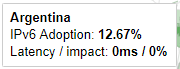 Argentina
IPv6 Adoption: 12.67%
Latency / impact: 0ms / 0%